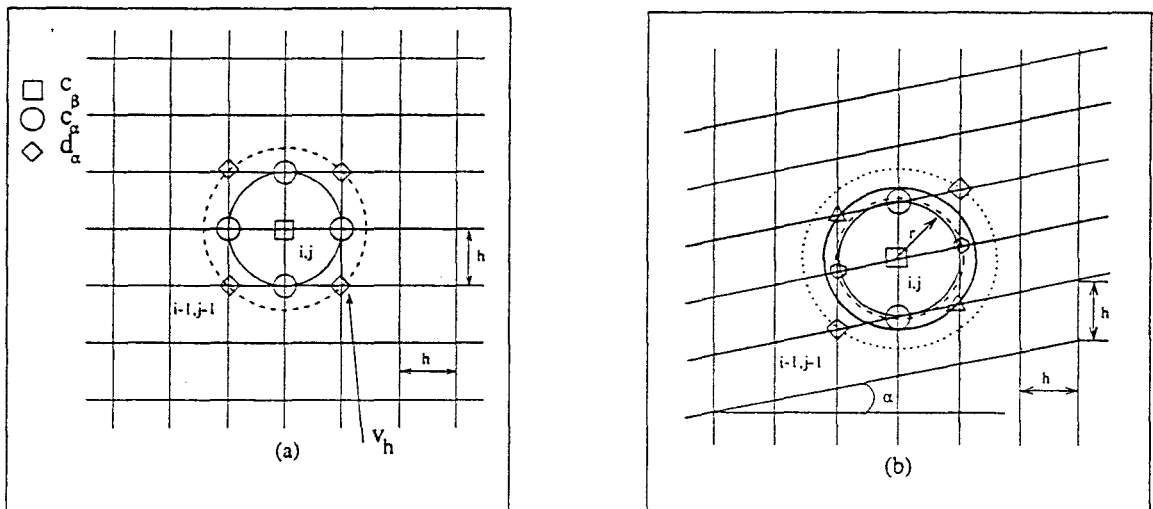 c_β
c_α
d_α
i,j
h
i-1,j-1
h
V_h
(a)
r
i,j
h
i-1,j-1
h
α
(b)